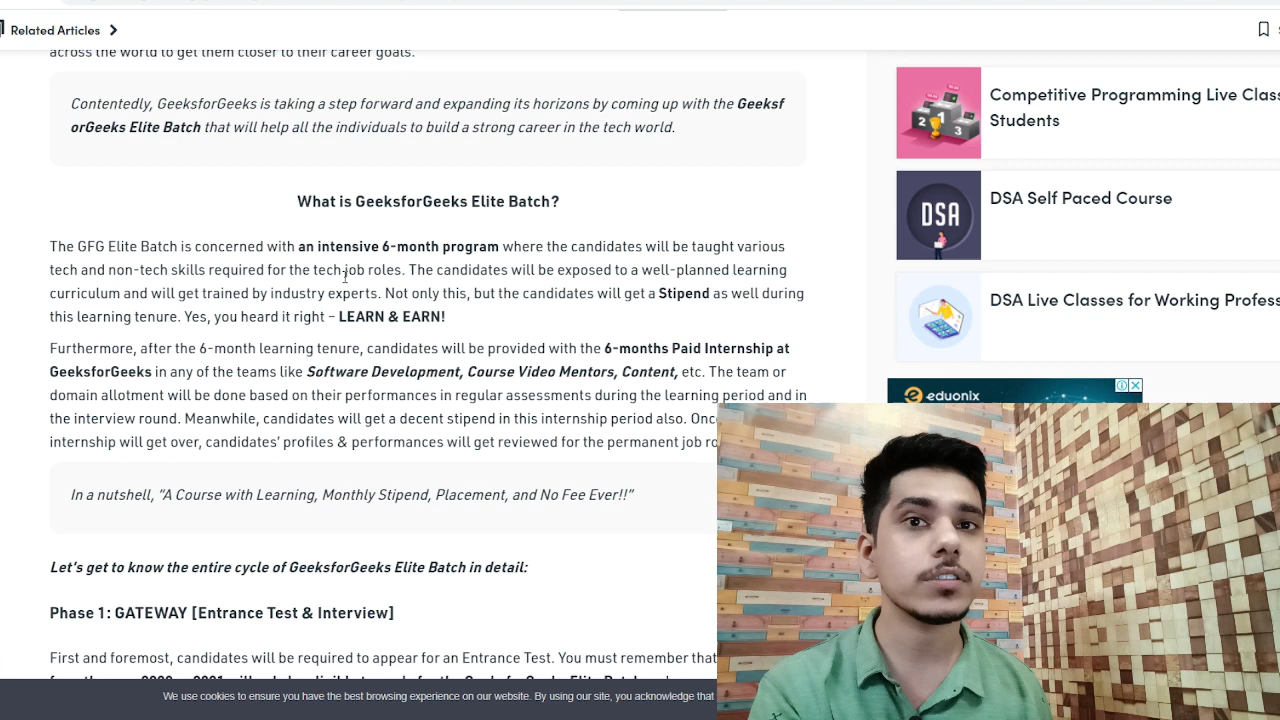 Related Articles
across the world to get them closer to their career goals.
Contentedly, GeeksforGeeks is taking a step forward and expanding its horizons by coming up with the Geeksf
orGeeks Elite Batch that will help all the individuals to build a strong career in the tech world.
What is GeeksforGeeks Elite Batch?
The GFG Elite Batch is concerned with an intensive 6-month program where the candidates will be taught various
tech and non-tech skills required for the tech job roles. The candidates will be exposed to a well-planned learning
curriculum and will get trained by industry experts. Not only this, but the candidates will get a Stipend as well during
this learning tenure. Yes, you heard it right – LEARN & EARN!
Furthermore, after the 6-month learning tenure, candidates will be provided with the 6-months Paid Internship at
GeeksforGeeks in any of the teams like Software Development, Course Video Mentors, Content, etc. The team or
domain allotment will be done based on their performances in regular assessments during the learning period and in
the interview round. Meanwhile, candidates will get a decent stipend in this internship period also. Onc
internship will get over, candidates' profiles & performances will get reviewed for the permanent job ro
In a nutshell, "A Course with Learning, Monthly Stipend, Placement, and No Fee Ever!!"
Let's get to know the entire cycle of GeeksforGeeks Elite Batch in detail:
Phase 1: GATEWAY [Entrance Test & Interview]
First and foremost, candidates will be required to appear for an Entrance Test. You must remember that
We use cookies to ensure you have the best browsing experience on our website. By using our site, you acknowledge that
Competitive Programming Live Clas
Students
2 1 3
DSA Self Paced Course
DSA
DSA Live Classes for Working Profes
eduonix